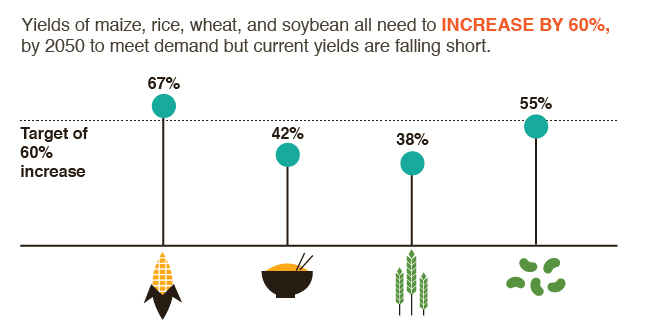 Yields of maize, rice, wheat, and soybean all need to INCREASE BY 60%,
by 2050 to meet demand but current yields are falling short.
67%
55%
42%
38%
Target of
60%
increase